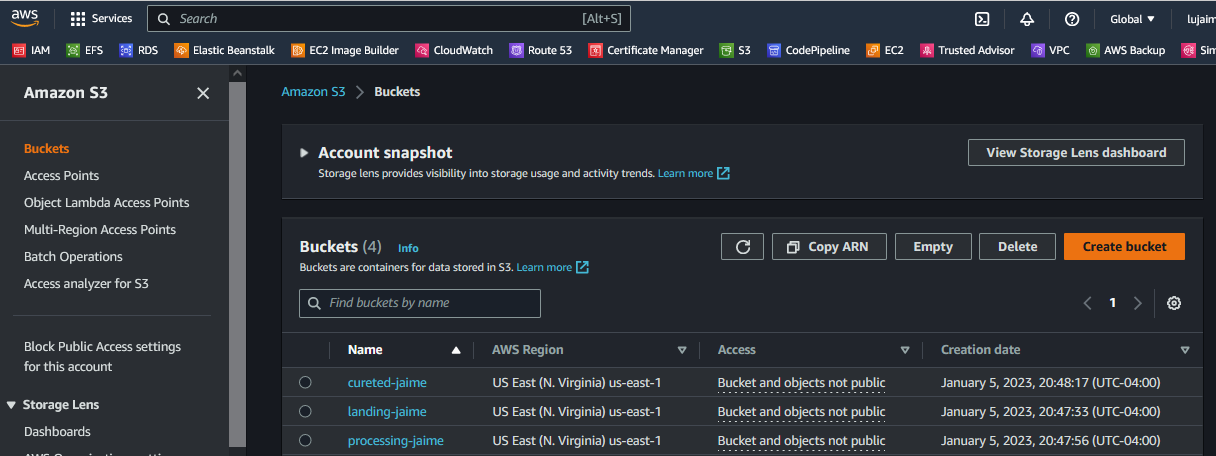 aws Services Search [Alt+S] Global lujaim
IAM EFS RDS Elastic Beanstalk EC2 Image Builder CloudWatch Route 53 Certificate Manager S3 CodePipeline EC2 Trusted Advisor VPC AWS Backup Sim
Amazon S3
Buckets
Access Points
Object Lambda Access Points
Multi-Region Access Points
Batch Operations
Access analyzer for S3
Block Public Access settings
for this account
Storage Lens
Dashboards
Amazon S3 > Buckets
Account snapshot
View Storage Lens dashboard
Storage lens provides visibility into storage usage and activity trends. Learn more
Buckets (4) Info
Copy ARN Empty Delete Create bucket
Buckets are containers for data stored in S3. Learn more
Find buckets by name
1
Name AWS Region Access Creation date
cureted-jaime US East (N. Virginia) us-east-1 Bucket and objects not public January 5, 2023, 20:48:17 (UTC-04:00)
landing-jaime US East (N. Virginia) us-east-1 Bucket and objects not public January 5, 2023, 20:47:33 (UTC-04:00)
processing-jaime US East (N. Virginia) us-east-1 Bucket and objects not public January 5, 2023, 20:47:56 (UTC-04:00)